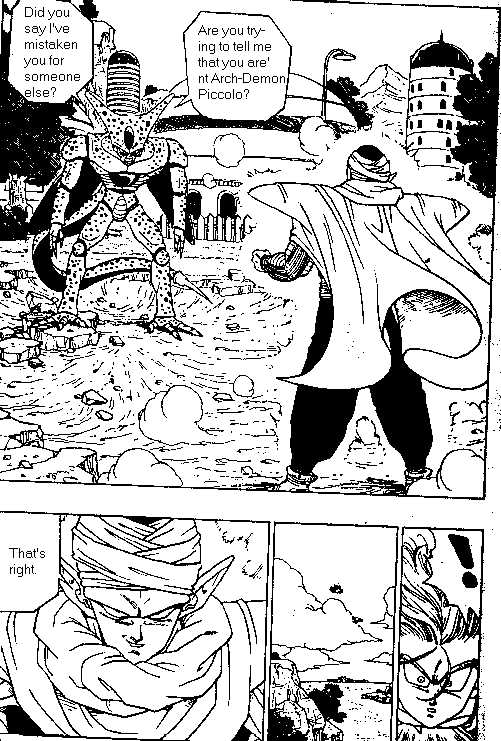 Did you
say I've
mistaken
you for
someone
else?
Are you try-
ing to tell me
that you are'
nt Arch-Demon
Piccolo?
That's
right.
!